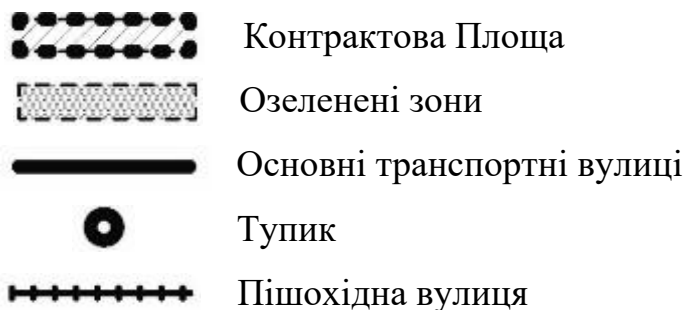 Контрактова Площа
Озеленені зони
Основні транспортні вулиці
Тупик
Пішохідна вулиця